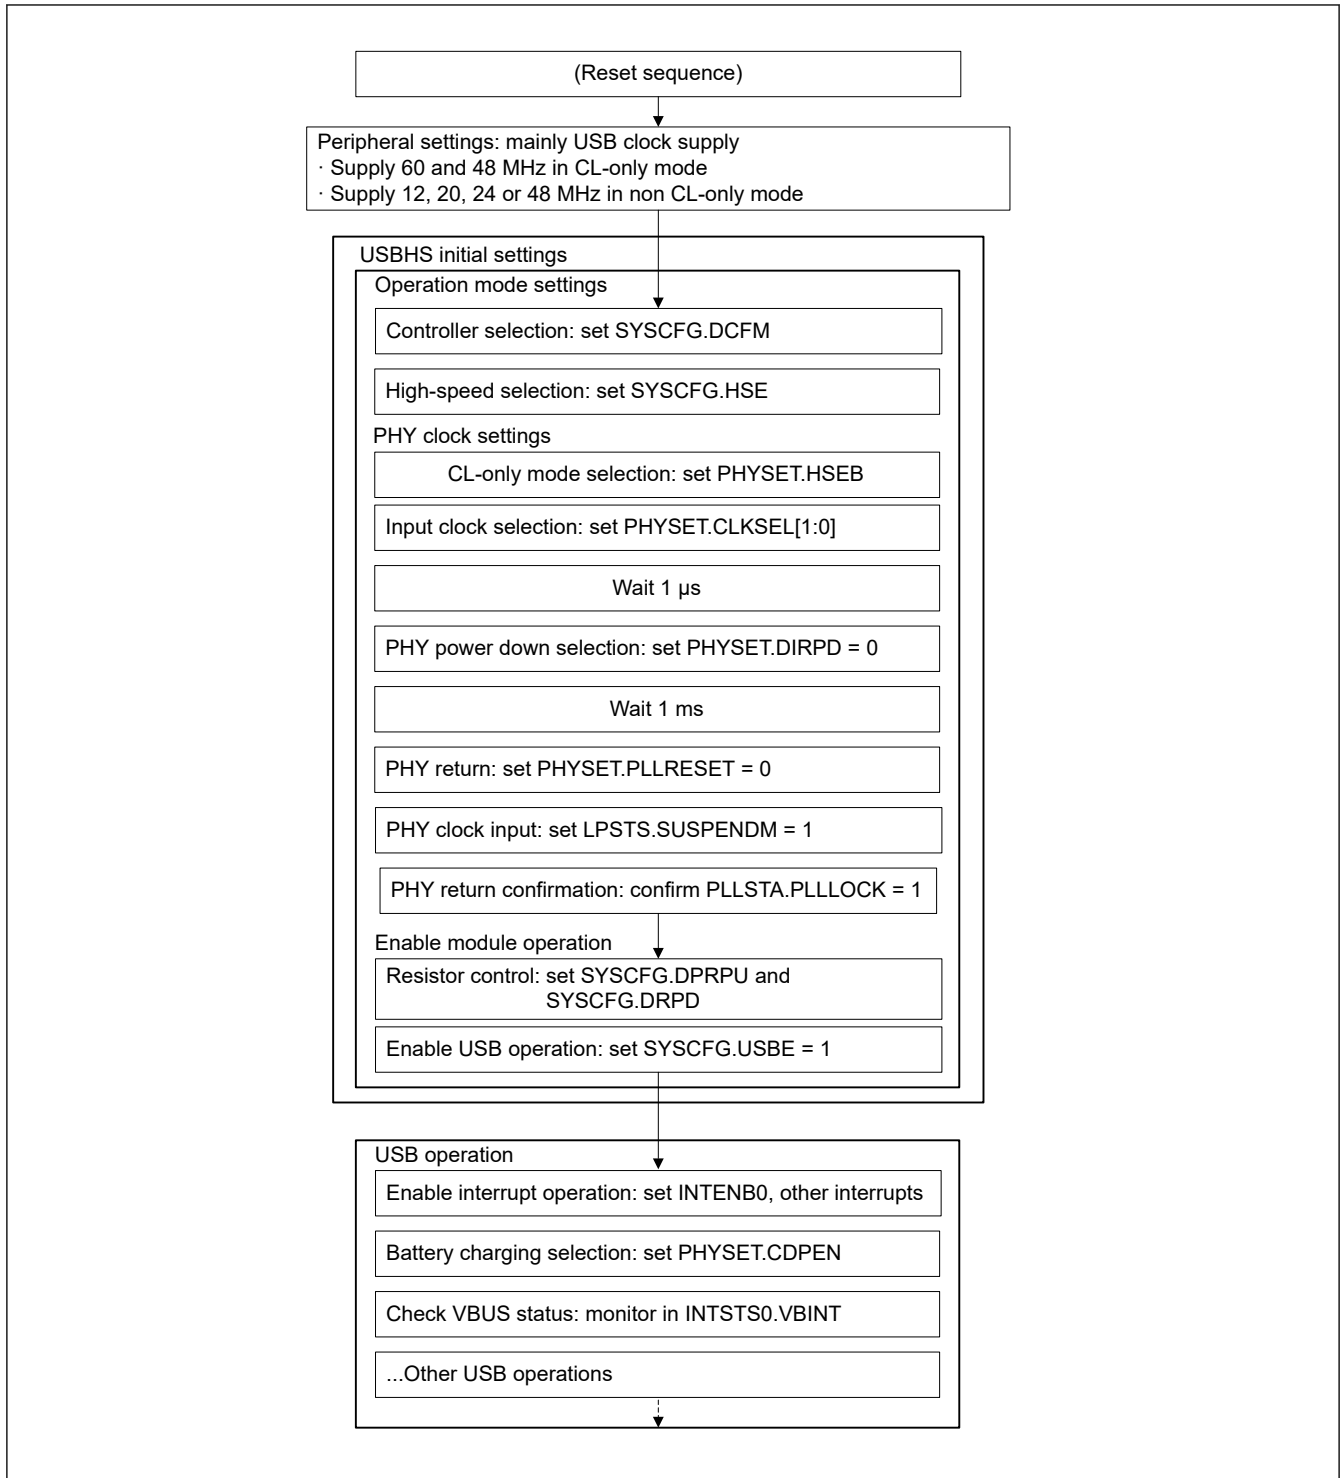 (Reset sequence)
Peripheral settings: mainly USB clock supply
· Supply 60 and 48 MHz in CL-only mode
· Supply 12, 20, 24 or 48 MHz in non CL-only mode
USBHS initial settings
Operation mode settings
Controller selection: set SYSCFG.DCFM
High-speed selection: set SYSCFG.HSE
PHY clock settings
CL-only mode selection: set PHYSET.HSEB
Input clock selection: set PHYSET.CLKSEL[1:0]
Wait 1 µs
PHY power down selection: set PHYSET.DIRPD = 0
Wait 1 ms
PHY return: set PHYSET.PLLRESET = 0
PHY clock input: set LPSTS.SUSPENDM = 1
PHY return confirmation: confirm PLLSTA.PLLLOCK = 1
Enable module operation
Resistor control: set SYSCFG.DPRPU and
SYSCFG.DRPD
Enable USB operation: set SYSCFG.USBE = 1
USB operation
Enable interrupt operation: set INTENB0, other interrupts
Battery charging selection: set PHYSET.CDPEN
Check VBUS status: monitor in INTSTS0.VBINT
...Other USB operations